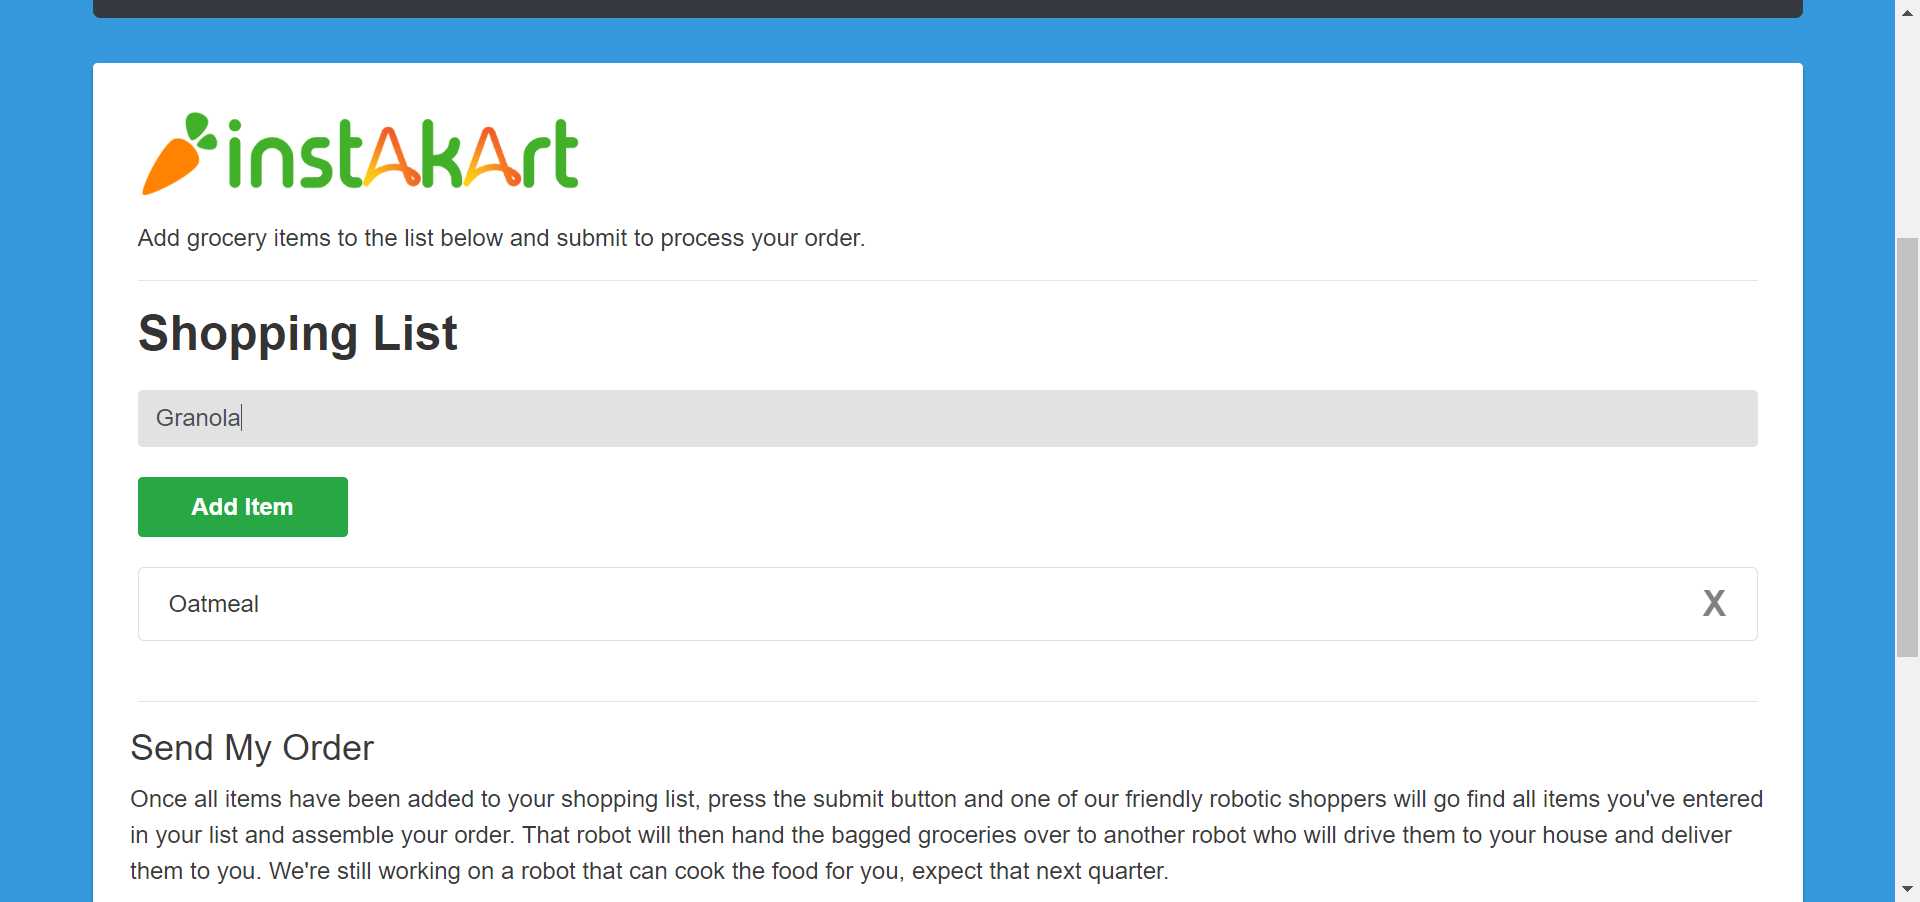 instAkArt
Add grocery items to the list below and submit to process your order.
Shopping List
Granola
Add Item
Oatmeal
X
Send My Order
Once all items have been added to your shopping list, press the submit button and one of our friendly robotic shoppers will go find all items you've entered
in your list and assemble your order. That robot will then hand the bagged groceries over to another robot who will drive them to your house and deliver
them to you. We're still working on a robot that can cook the food for you, expect that next quarter.